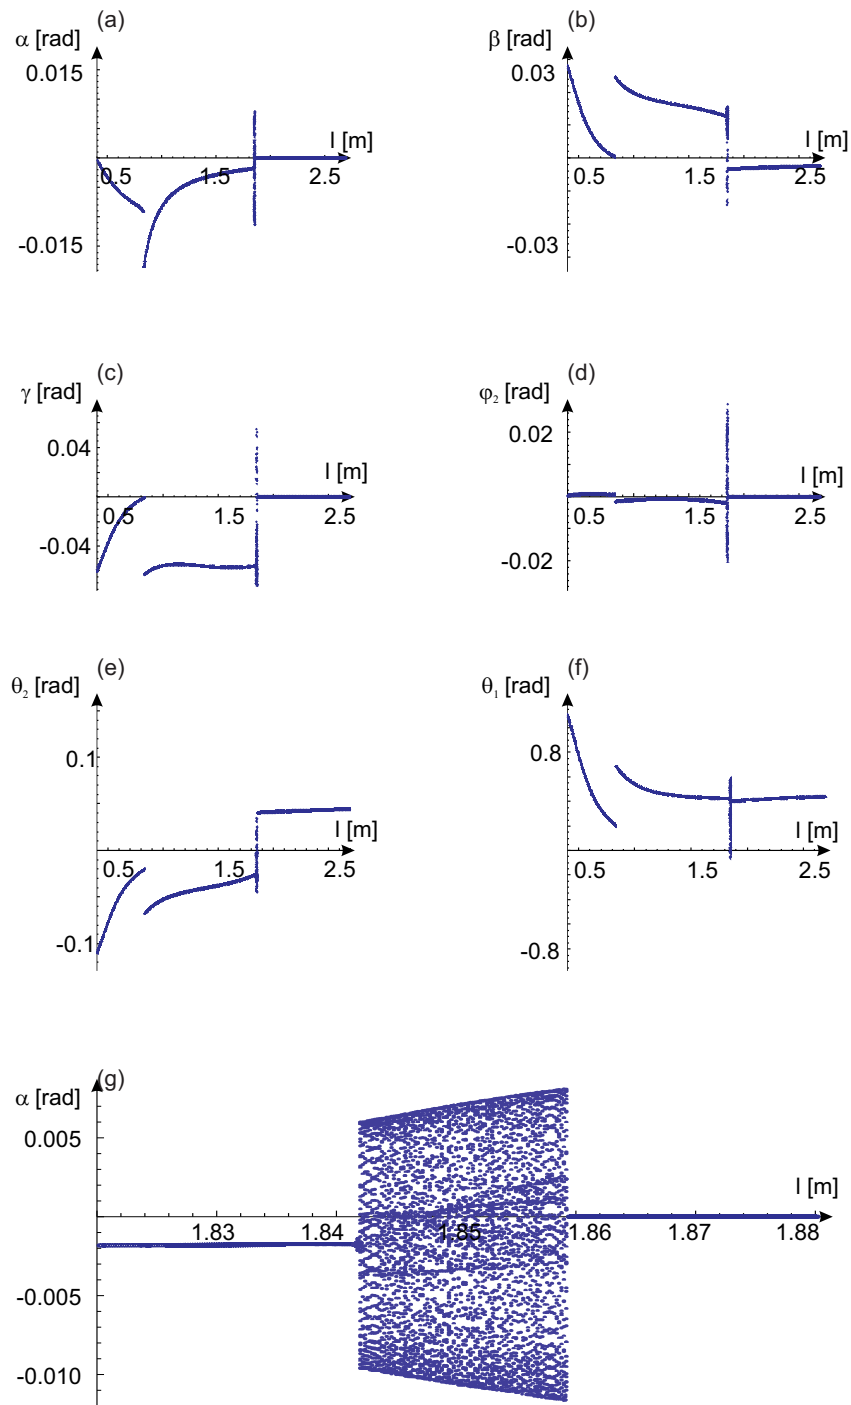 (a)
α [rad]
0.015
l [m]
0.5 1.5 2.5
-0.015
(b)
β [rad]
0.03
l [m]
0.5 1.5 2.5
-0.03
(c)
γ [rad]
0.04
l [m]
0.5 1.5 2.5
-0.04
(d)
φ₂ [rad]
0.02
l [m]
0.5 1.5 2.5
-0.02
(e)
θ₂ [rad]
0.1
l [m]
0.5 1.5 2.5
-0.1
(f)
θ₁ [rad]
0.8
l [m]
0.5 1.5 2.5
-0.8
(g)
α [rad]
0.005
l [m]
1.83 1.84 1.85 1.86 1.87 1.88
-0.005
-0.010